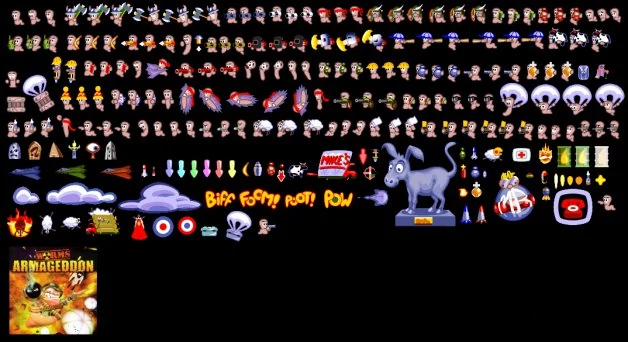 MIKE'S
BIFF FOOM! POOT! POW
WORMS
ARMAGEDDON